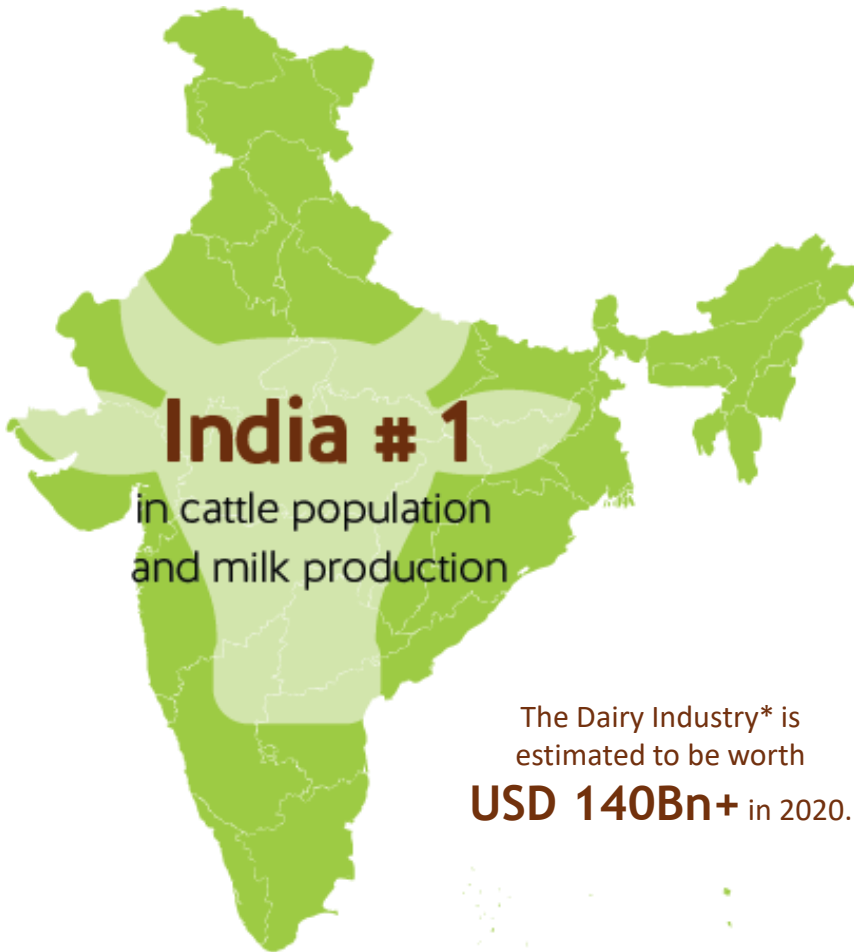 India # 1
in cattle population
and milk production
The Dairy Industry* is
estimated to be worth
USD 140Bn+ in 2020.